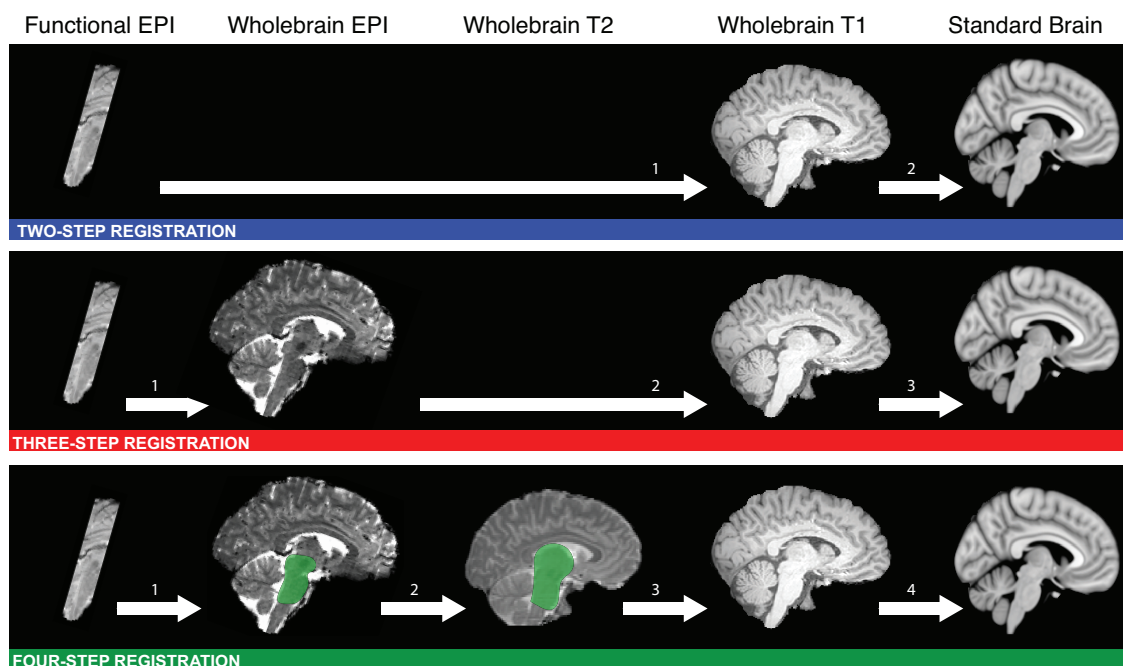 Functional EPI Wholebrain EPI Wholebrain T2 Wholebrain T1 Standard Brain
1 2
TWO-STEP REGISTRATION
1 2 3
THREE-STEP REGISTRATION
1 2 3 4
FOUR-STEP REGISTRATION